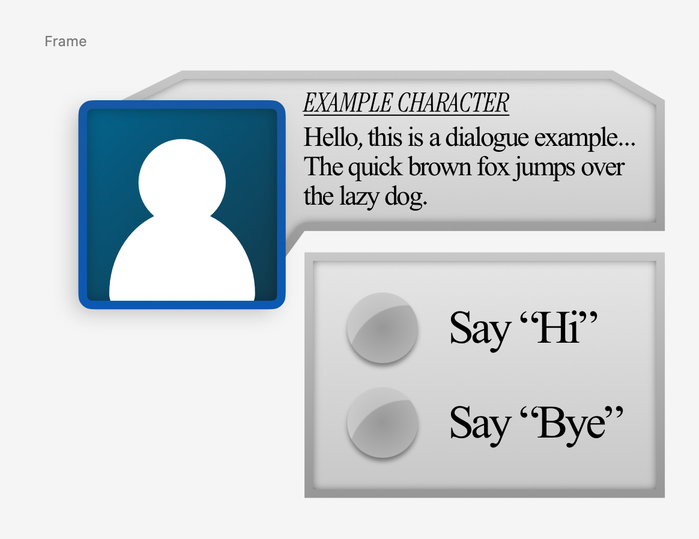 Frame
EXAMPLE CHARACTER
Hello, this is a dialogue example...
The quick brown fox jumps over
the lazy dog.
Say “Hi”
Say “Bye”